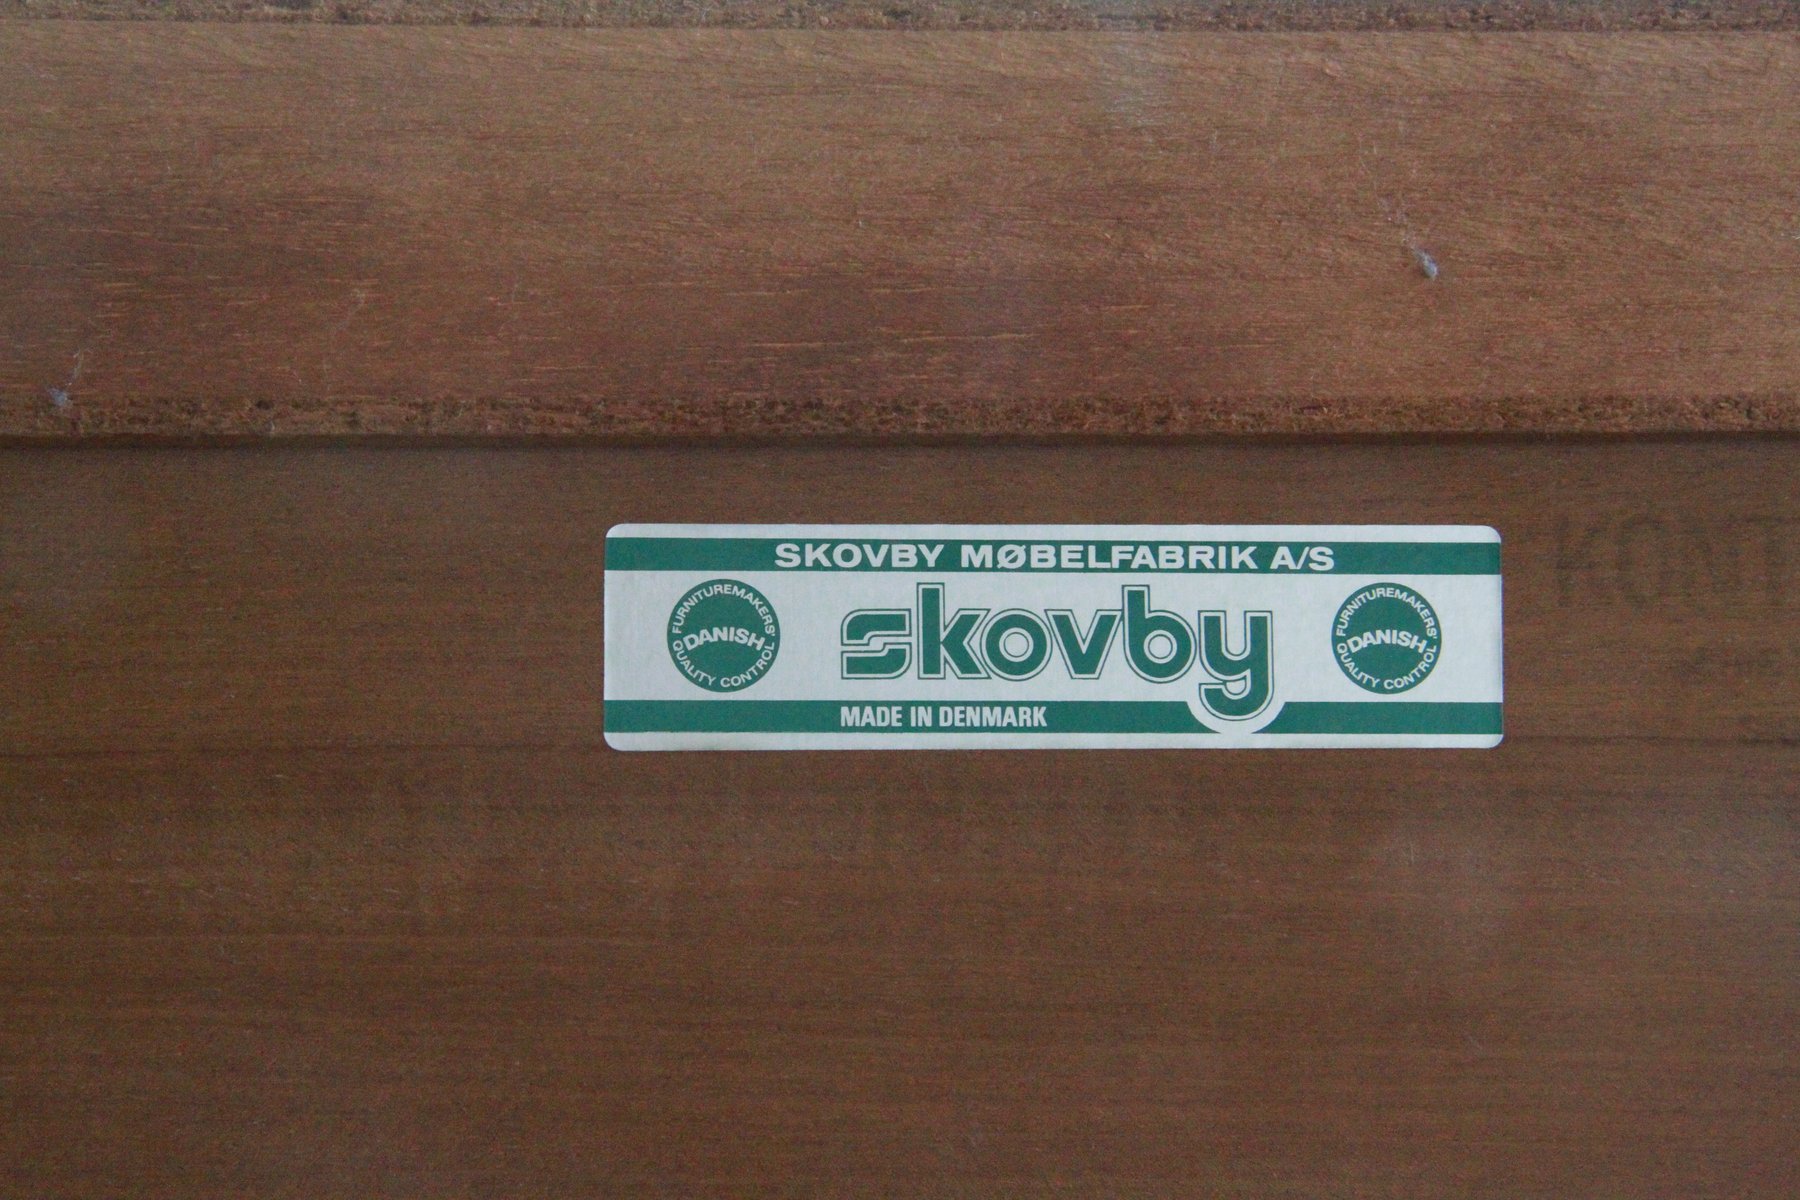 SKOVBY MØBELFABRIK A/S
FURNITUREMAKERS'
DANISH
QUALITY CONTROL
skovby
FURNITUREMAKERS'
DANISH
QUALITY CONTROL
MADE IN DENMARK